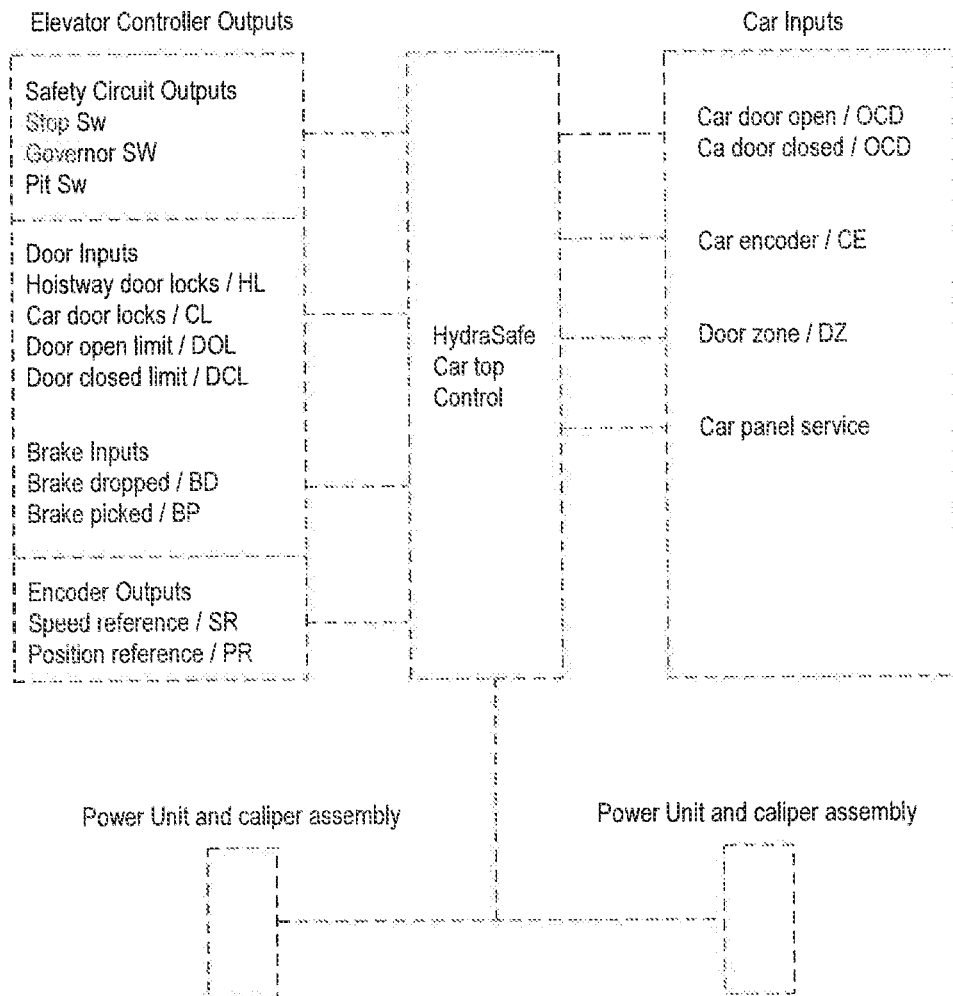 Elevator Controller Outputs
Car Inputs
Safety Circuit Outputs
Stop Sw
Governor SW
Pit Sw
Door Inputs
Hoistway door locks / HL
Car door locks / CL
Door open limit / DOL
Door closed limit / DCL
Brake Inputs
Brake dropped / BD
Brake picked / BP
Encoder Outputs
Speed reference / SR
Position reference / PR
HydraSafe
Car top
Control
Car door open / OCD
Ca door closed / OCD
Car encoder / CE
Door zone / DZ
Car panel service
Power Unit and caliper assembly
Power Unit and caliper assembly